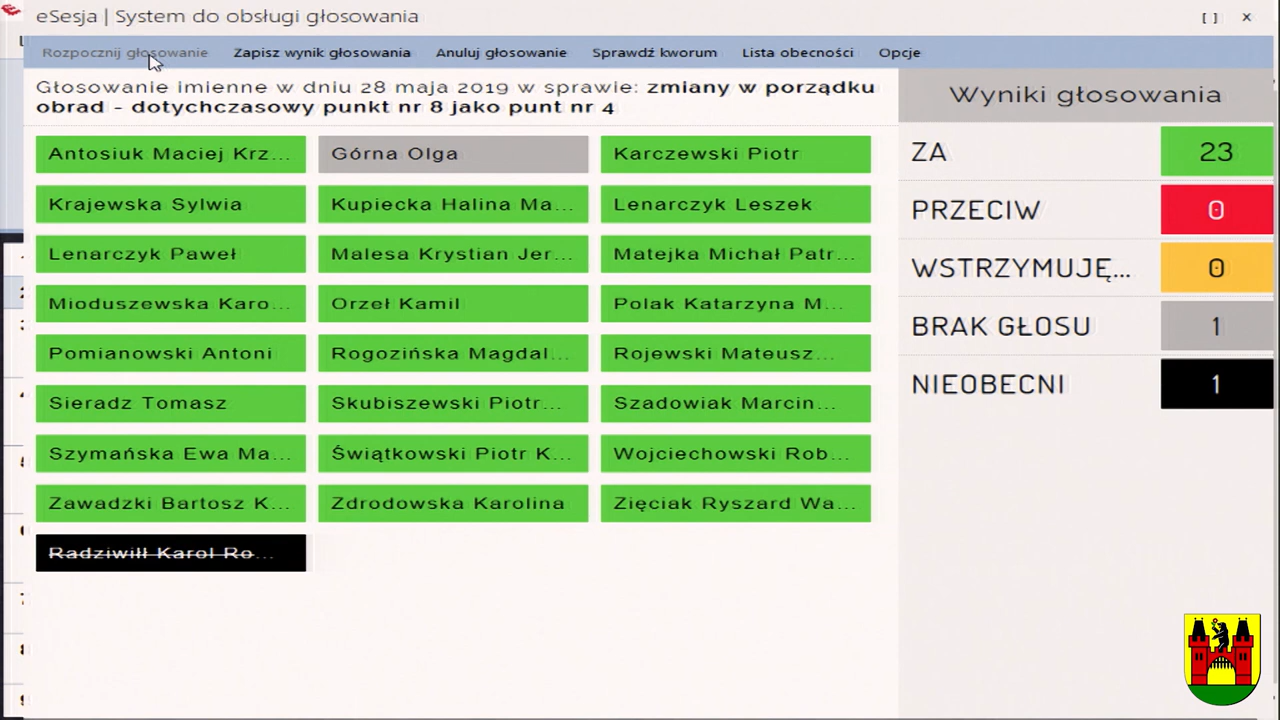 eSesja | System do obsługi głosowania
[ ] ×
Rozpocznij głosowanie Zapisz wynik głosowania Anuluj głosowanie Sprawdź kworum Lista obecności Opcje
Głosowanie imienne w dniu 28 maja 2019 w sprawie: zmiany w porządku
obrad - dotychczasowy punkt nr 8 jako punt nr 4
Antosiuk Maciej Krz... Górna Olga Karczewski Piotr
Krajewska Sylwia Kupiecka Halina Ma... Lenarczyk Leszek
Lenarczyk Paweł Malesa Krystian Jer... Matejka Michał Patr...
Mioduszewska Karo... Orzeł Kamil Polak Katarzyna M...
Pomianowski Antoni Rogozińska Magdal... Rojewski Mateusz...
Sieradz Tomasz Skubiszewski Piotr... Szadowiak Marcin...
Szymańska Ewa Ma... Świątkowski Piotr K... Wojciechowski Rob...
Zawadzki Bartosz K... Zdrodowska Karolina Zięciak Ryszard Wa...
Radziwiłł Karol Ro...
Wyniki głosowania
ZA 23
PRZECIW 0
WSTRZYMUJĘ... 0
BRAK GŁOSU 1
NIEOBECNI 1